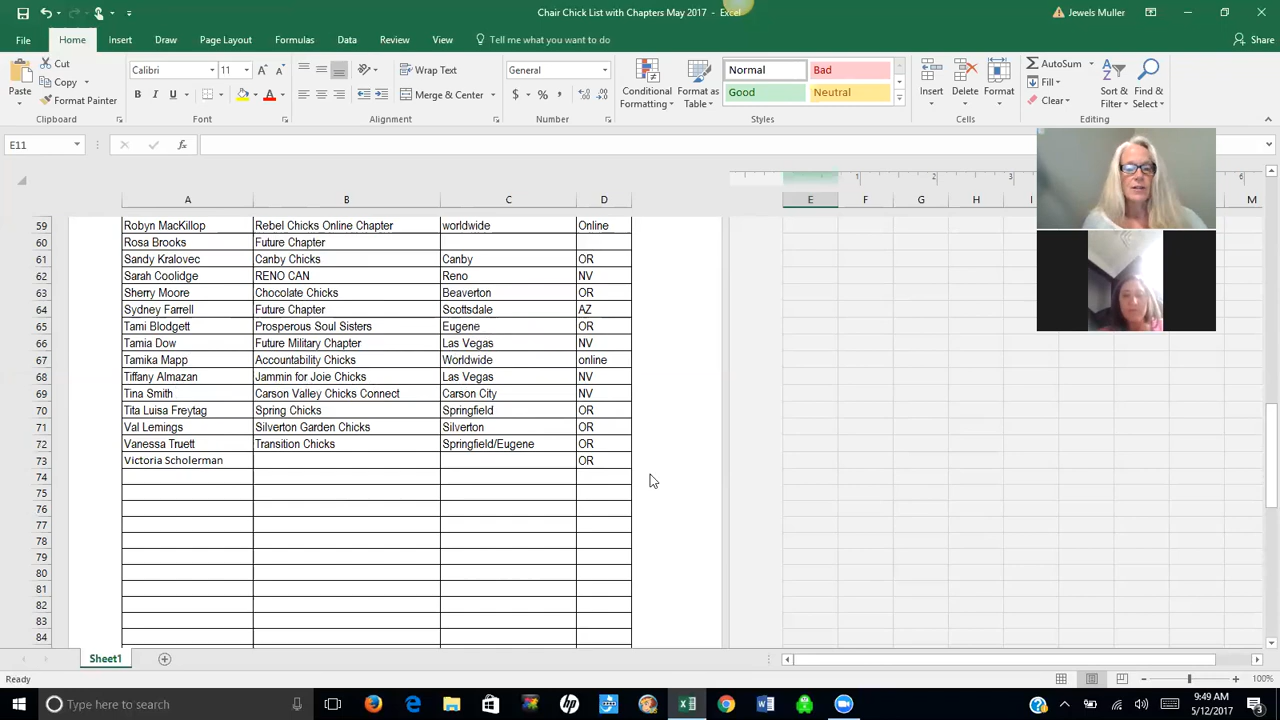 Chair Chick List with Chapters May 2017 - Excel
Jewels Muller
File Home Insert Draw Page Layout Formulas Data Review View Tell me what you want to do Share
Paste Cut Copy Format Painter Clipboard
Calibri 11 B I U A Font
Wrap Text Merge & Center Alignment
General $ % , Number
Conditional Formatting Format as Table Normal Bad Good Neutral Styles
Insert Delete Format Cells
AutoSum Fill Clear Sort & Filter Find & Select Editing
E11 fx
1 2 3 6
A B C D E F G H I M
59 Robyn MacKillop Rebel Chicks Online Chapter worldwide Online
60 Rosa Brooks Future Chapter
61 Sandy Kralovec Canby Chicks Canby OR
62 Sarah Coolidge RENO CAN Reno NV
63 Sherry Moore Chocolate Chicks Beaverton OR
64 Sydney Farrell Future Chapter Scottsdale AZ
65 Tami Blodgett Prosperous Soul Sisters Eugene OR
66 Tamia Dow Future Military Chapter Las Vegas NV
67 Tamika Mapp Accountability Chicks Worldwide online
68 Tiffany Almazan Jammin for Joie Chicks Las Vegas NV
69 Tina Smith Carson Valley Chicks Connect Carson City NV
70 Tita Luisa Freytag Spring Chicks Springfield OR
71 Val Lemings Silverton Garden Chicks Silverton OR
72 Vanessa Truett Transition Chicks Springfield/Eugene OR
73 Victoria Scholerman OR
74
75
76
77
78
79
80
81
82
83
84
Sheet1
Ready 100%
Type here to search
9:49 AM
5/12/2017